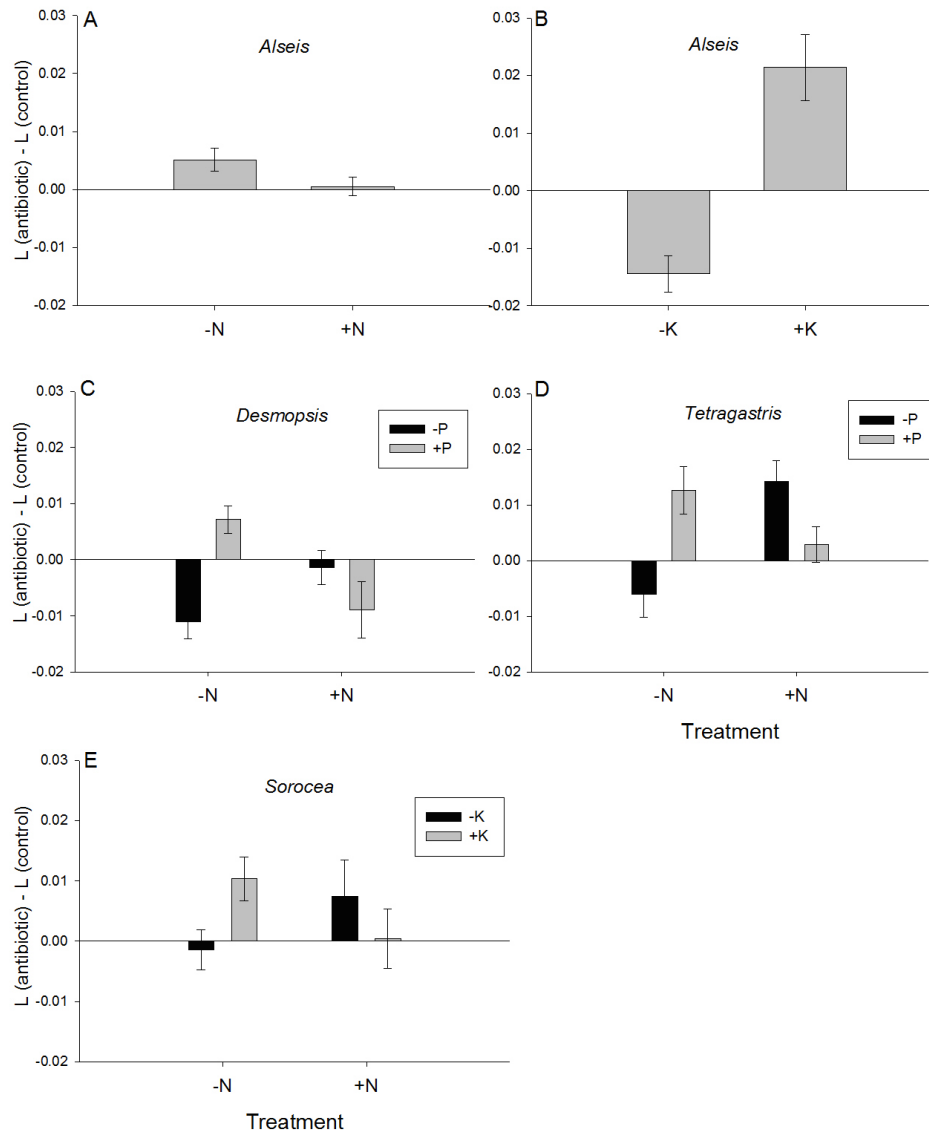 A
Alseis
L (antibiotic) - L (control)
0.03
0.02
0.01
0.00
-0.01
-0.02
-N
+N
B
Alseis
0.03
0.02
0.01
0.00
-0.01
-0.02
-K
+K
C
Desmopsis
-P
+P
L (antibiotic) - L (control)
0.03
0.02
0.01
0.00
-0.01
-0.02
-N
+N
D
Tetragastris
-P
+P
0.03
0.02
0.01
0.00
-0.01
-0.02
-N
+N
Treatment
E
Sorocea
-K
+K
L (antibiotic) - L (control)
0.03
0.02
0.01
0.00
-0.01
-0.02
-N
+N
Treatment